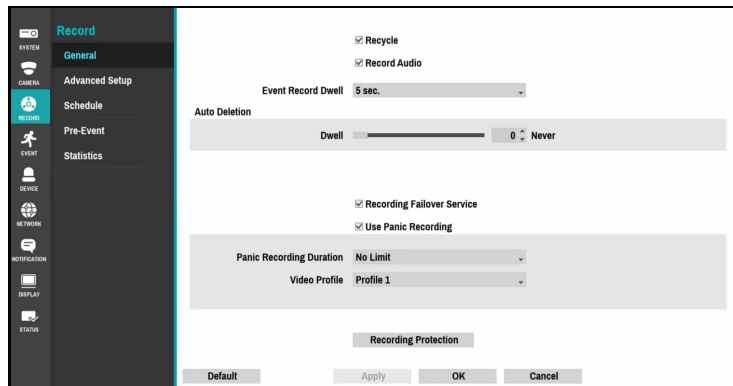 SYSTEM
CAMERA
RECORD
EVENT
DEVICE
NETWORK
NOTIFICATION
DISPLAY
STATUS
Record
General
Advanced Setup
Schedule
Pre-Event
Statistics
Recycle
Record Audio
Event Record Dwell 5 sec.
Auto Deletion
Dwell 0 Never
Recording Failover Service
Use Panic Recording
Panic Recording Duration No Limit
Video Profile Profile 1
Recording Protection
Default Apply OK Cancel